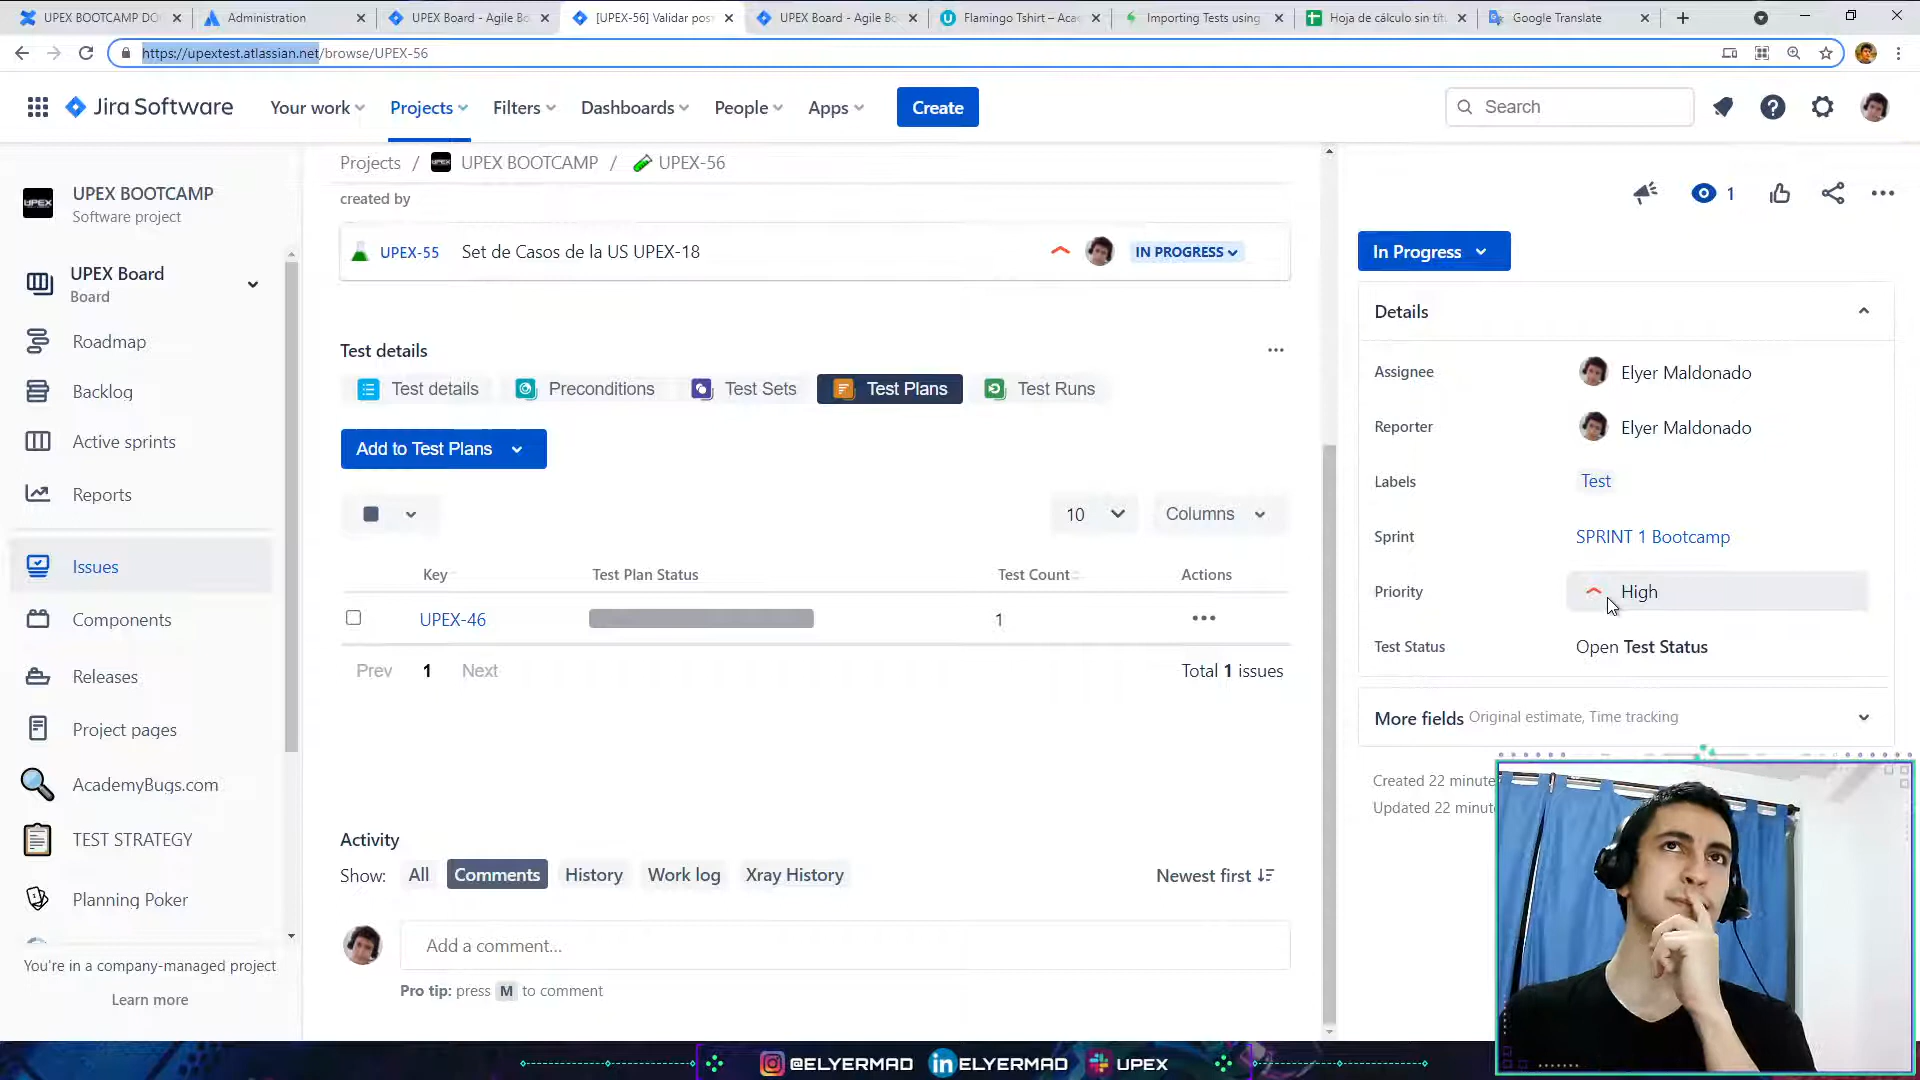 UPEX BOOTCAMP DO
Administration
UPEX Board - Agile Bo
[UPEX-56] Validar pos
UPEX Board - Agile Bo
Flamingo Tshirt – Aca
Importing Tests using
Hoja de cálculo sin tít
Google Translate
https://upextest.atlassian.net/browse/UPEX-56
Jira Software
Your work
Projects
Filters
Dashboards
People
Apps
Create
Search
UPEX BOOTCAMP
Software project
UPEX Board
Board
Roadmap
Backlog
Active sprints
Reports
Issues
Components
Releases
Project pages
AcademyBugs.com
TEST STRATEGY
Planning Poker
You're in a company-managed project
Learn more
Projects / UPEX BOOTCAMP / UPEX-56
created by
UPEX-55 Set de Casos de la US UPEX-18 IN PROGRESS
Test details
Test details Preconditions Test Sets Test Plans Test Runs
Add to Test Plans
10 Columns
Key Test Plan Status Test Count Actions
UPEX-46 1
Prev 1 Next Total 1 issues
Activity
Show: All Comments History Work log Xray History Newest first
Add a comment...
Pro tip: press M to comment
1
In Progress
Details
Assignee Elyer Maldonado
Reporter Elyer Maldonado
Labels Test
Sprint SPRINT 1 Bootcamp
Priority High
Test Status Open Test Status
More fields Original estimate, Time tracking
Created 22 minute
Updated 22 minut
@ELYERMAD in ELYERMAD UPEX